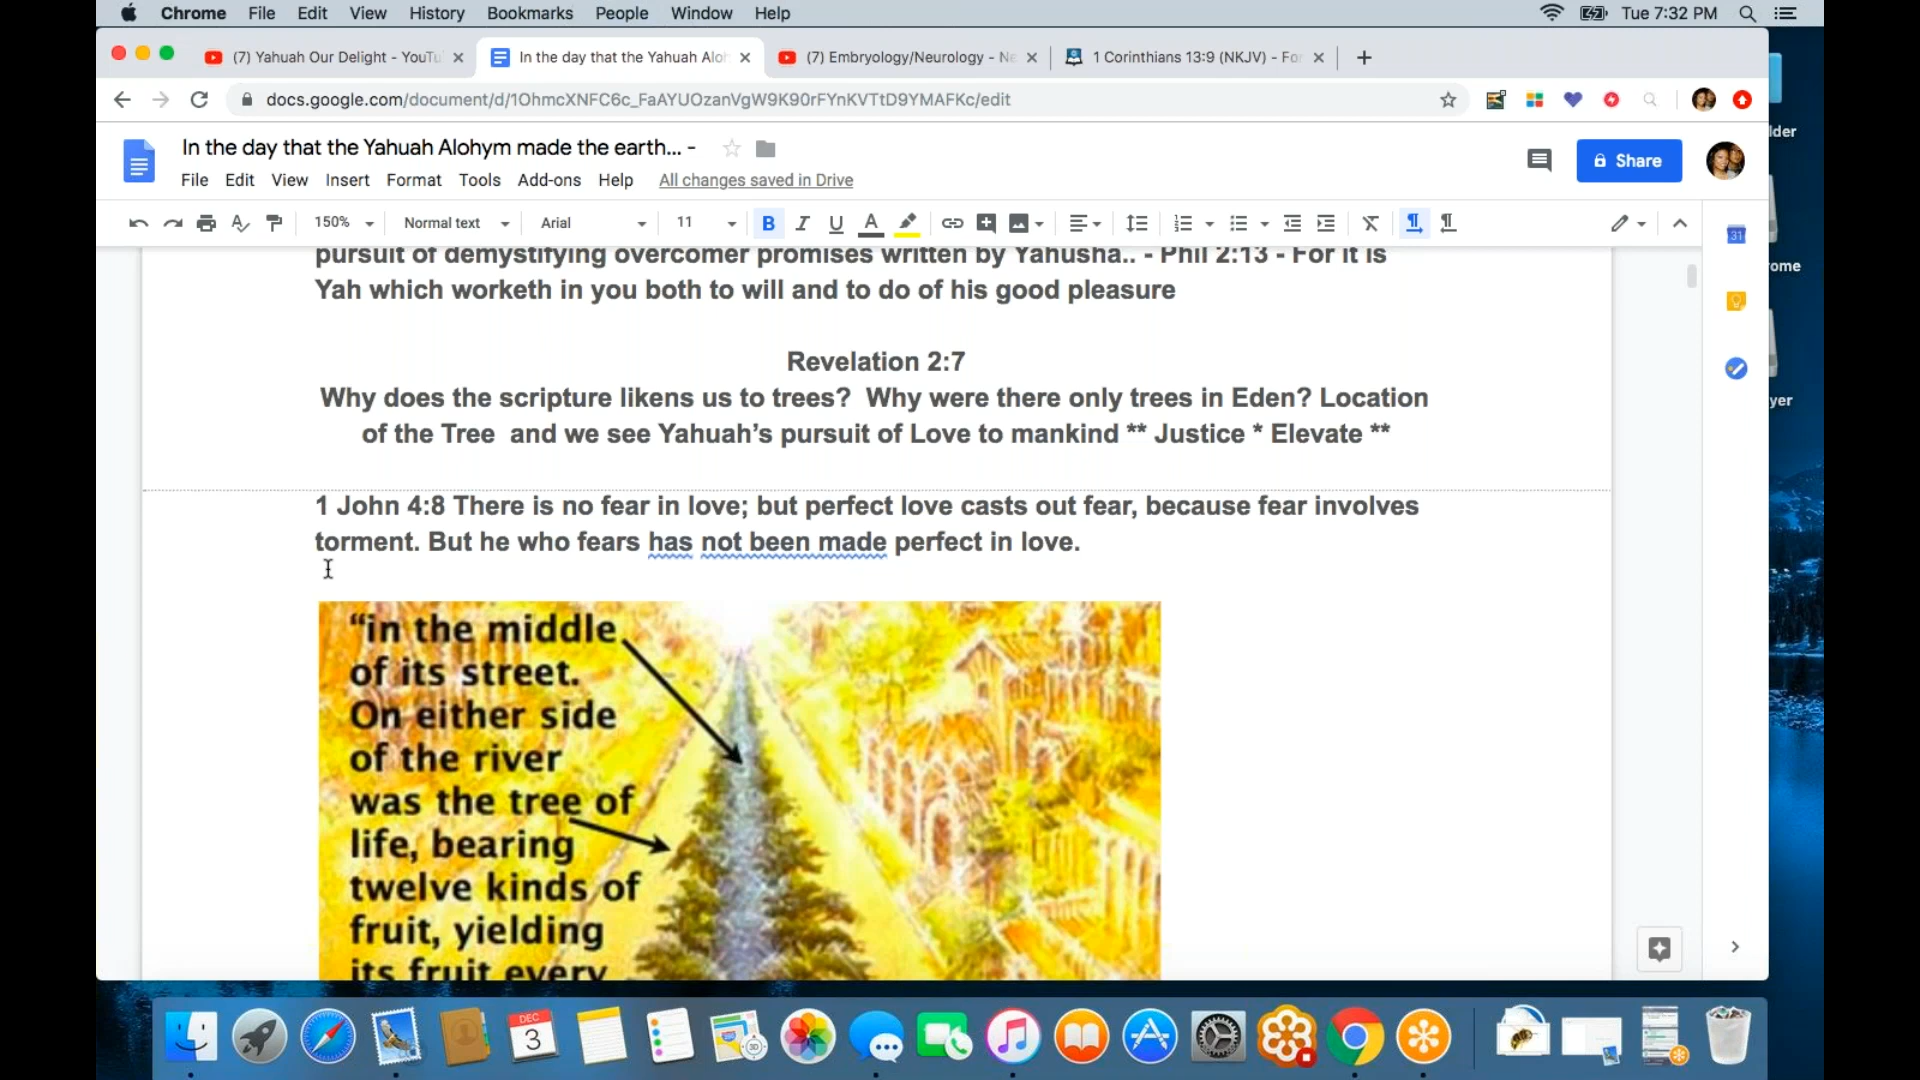 Chrome File Edit View History Bookmarks People Window Help Tue 7:32 PM
(7) Yahuah Our Delight - YouTu
In the day that the Yahuah Aloh
(7) Embryology/Neurology - Ne
1 Corinthians 13:9 (NKJV) - Fo
docs.google.com/document/d/1OhmcXNFC6c_FaAYUOzanVgW9K90rFYnKVTtD9YMAFKc/edit
In the day that the Yahuah Alohym made the earth... -
Share
File Edit View Insert Format Tools Add-ons Help All changes saved in Drive
150% Normal text Arial 11 B I U A
31
pursuit of demystifying overcomer promises written by Yahusha.. - Phil 2:13 - For it is
Yah which worketh in you both to will and to do of his good pleasure
Revelation 2:7
Why does the scripture likens us to trees?  Why were there only trees in Eden? Location
of the Tree  and we see Yahuah’s pursuit of Love to mankind ** Justice * Elevate **
1 John 4:8 There is no fear in love; but perfect love casts out fear, because fear involves
torment. But he who fears has not been made perfect in love.
“in the middle
of its street.
On either side
of the river
was the tree of
life, bearing
twelve kinds of
fruit, yielding
its fruit every
lder
ome
yer
DEC
3
3D